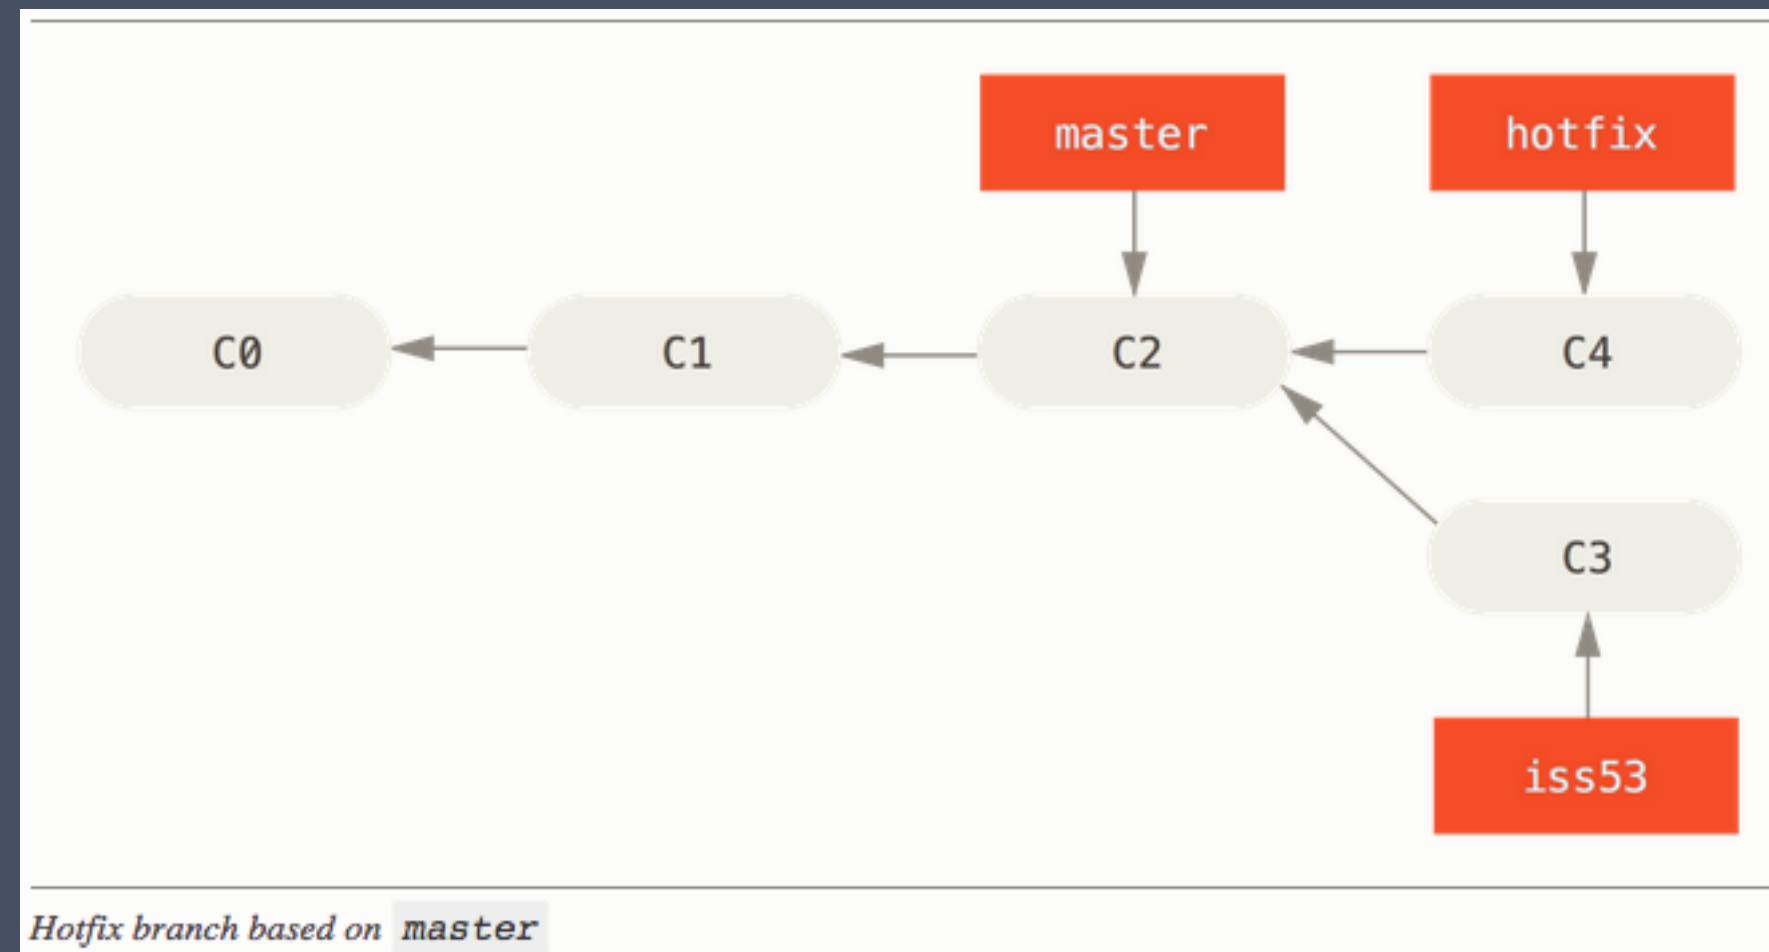 master hotfix
C0 C1 C2 C4
C3
iss53
Hotfix branch based on master